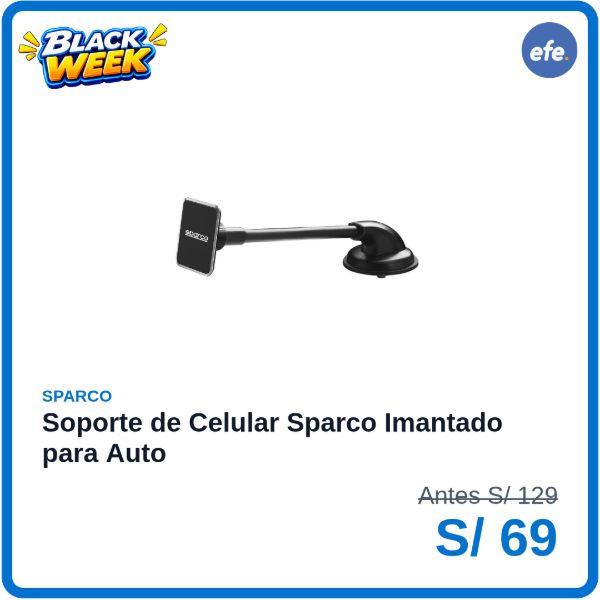 BLACK
WEEK
efe.
sparco
SPARCO
Soporte de Celular Sparco Imantado
para Auto
Antes S/ 129
S/ 69